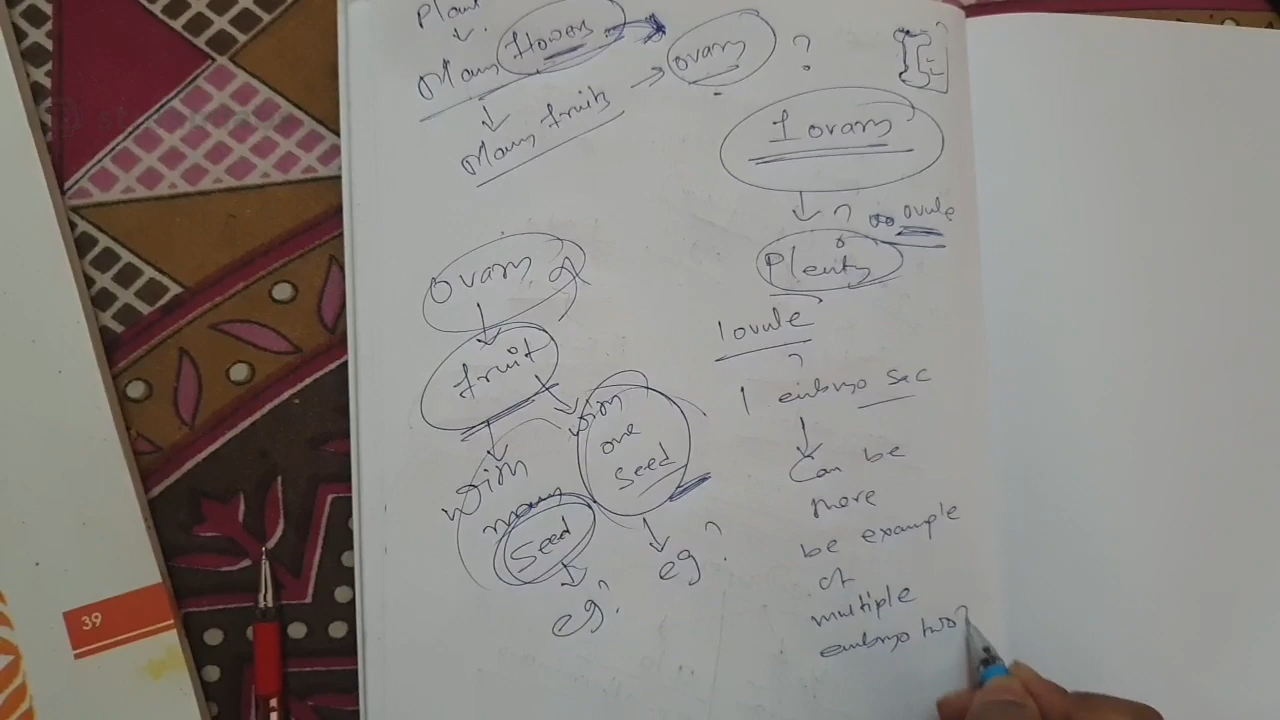 Plant
Many flowers → ovary ?
Many fruits
1 ovary
? ovule
Plenty
ovary
fruit
with
one
seed
with
many
seed
eg?
eg?
1 ovule
?
1 embryo sac
Can be
more
be example
of
multiple
embryo
39